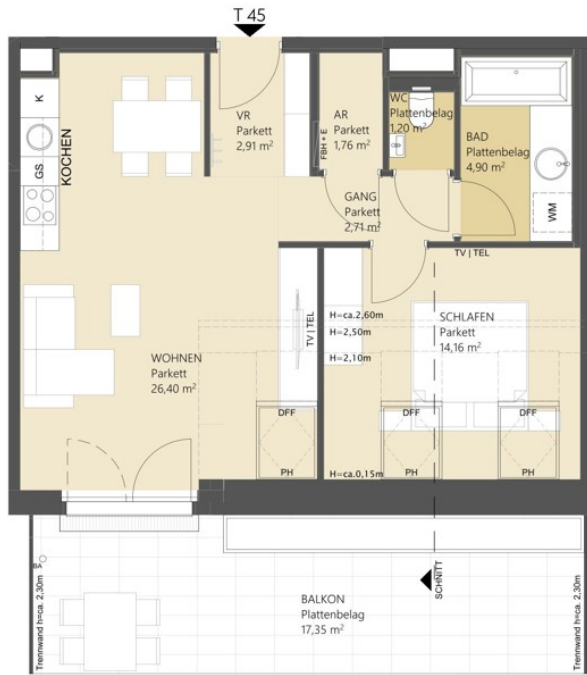 T 45
K
GS
KOCHEN
VR
Parkett
2,91 m²
FBH + E
AR
Parkett
1,76 m²
WC
Plattenbelag
1,20 m²
BAD
Plattenbelag
4,90 m²
WM
GANG
Parkett
2,71 m²
TV | TEL
WOHNEN
Parkett
26,40 m²
TV | TEL
H=ca.2,60m
H=2,50m
H=2,10m
SCHLAFEN
Parkett
14,16 m²
DFF
DFF
DFF
PH
H=ca.0,15m
PH
PH
BA
Trennwand h=ca. 2,30m
BALKON
Plattenbelag
17,35 m²
SCHNITT
Trennwand h=ca. 2,30m